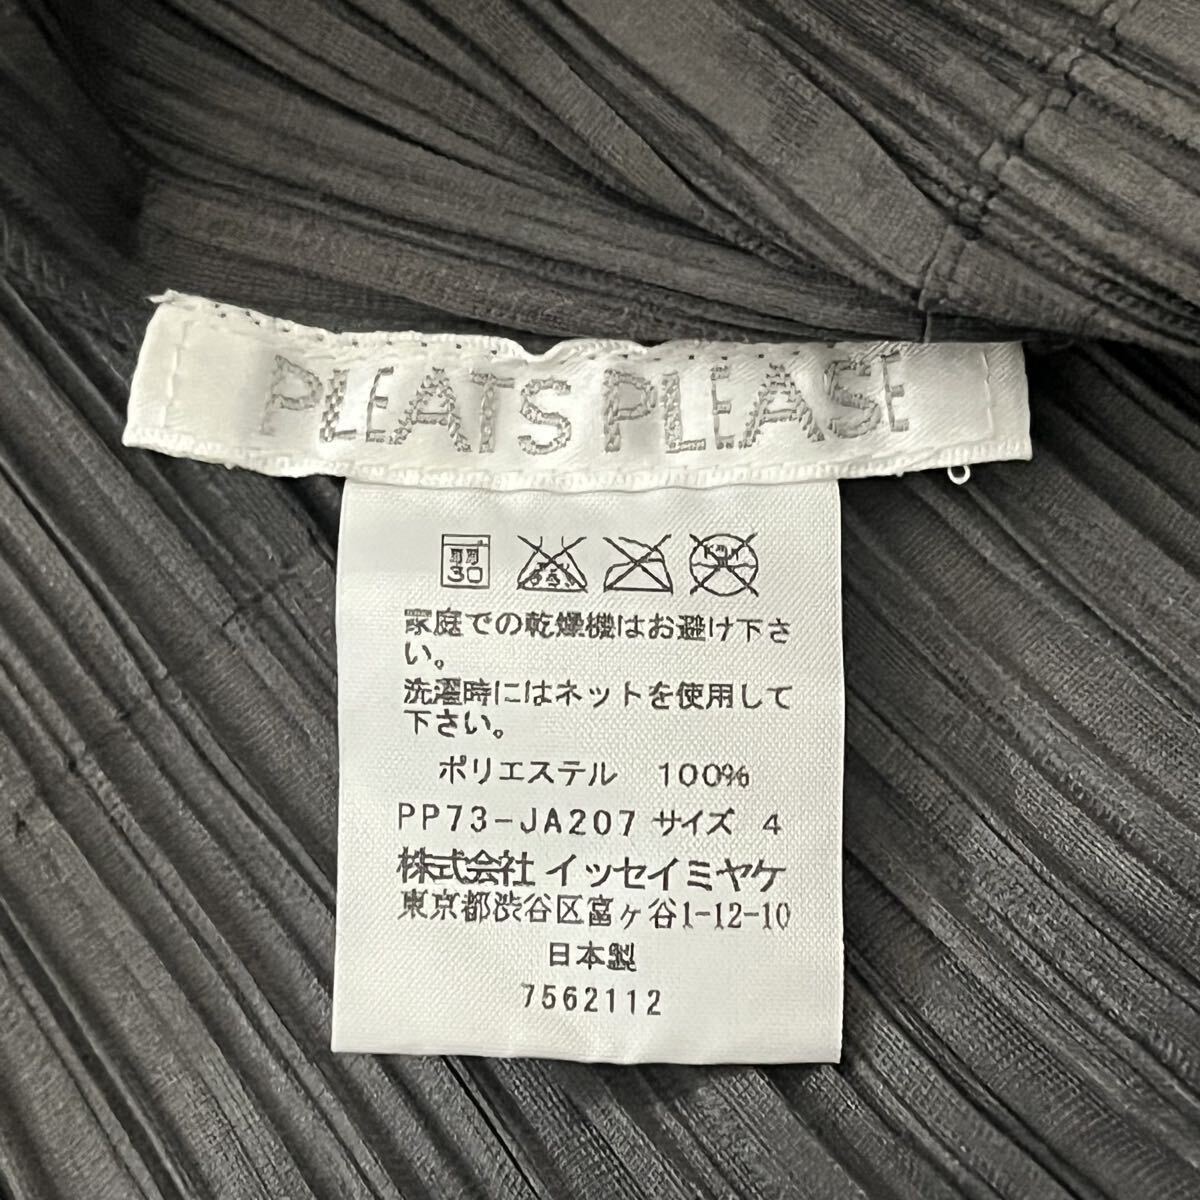 PLEATS PLEASE
30
家庭での乾燥機はお避け下さ
い。
洗濯時にはネットを使用して
下さい。
ポリエステル 100%
PP73-JA207 サイズ 4
株式会社 イッセイミヤケ
東京都渋谷区富ヶ谷1-12-10
日本製
7562112